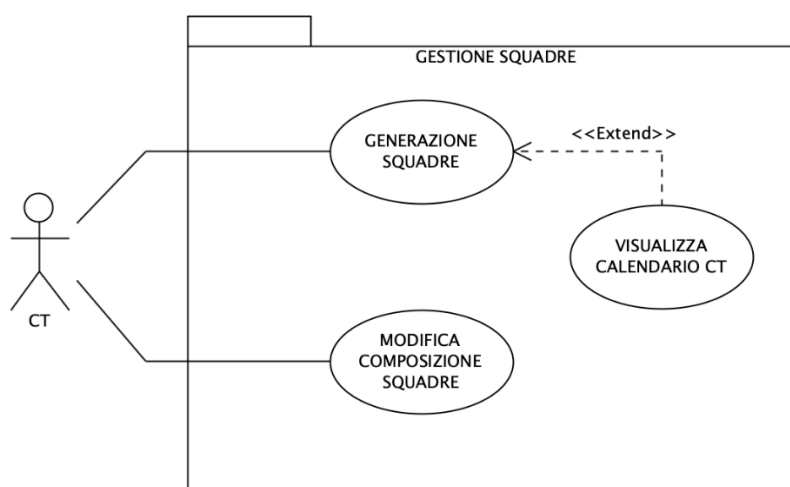 GESTIONE SQUADRE
GENERAZIONE
SQUADRE
<<Extend>>
VISUALIZZA
CALENDARIO CT
CT
MODIFICA
COMPOSIZIONE
SQUADRE